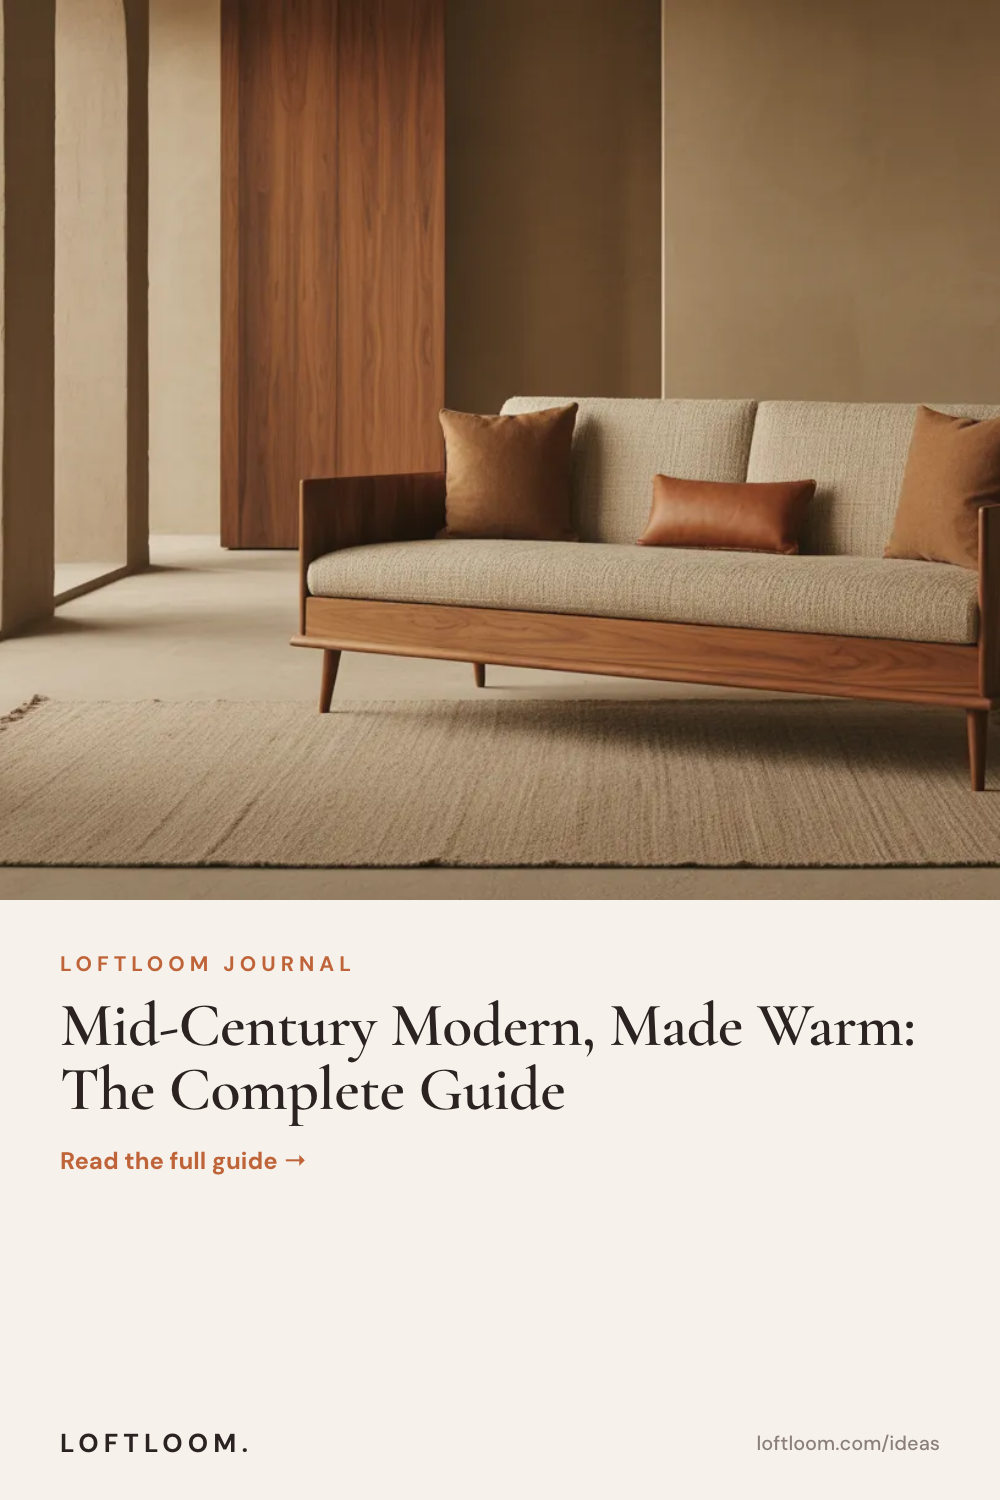 LOFTLOOM JOURNAL
Mid-Century Modern, Made Warm:
The Complete Guide
Read the full guide →
LOFTLOOM.
loftloom.com/ideas